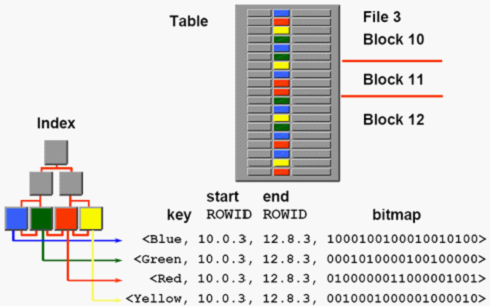 Table
File 3
Block 10
Block 11
Block 12
Index
start end
key ROWID ROWID bitmap
<Blue, 10.0.3, 12.8.3, 1000100100010010100>
<Green, 10.0.3, 12.8.3, 0001010000100100000>
<Red, 10.0.3, 12.8.3, 0100000011000001001>
<Yellow, 10.0.3, 12.8.3, 0010001000001000010>